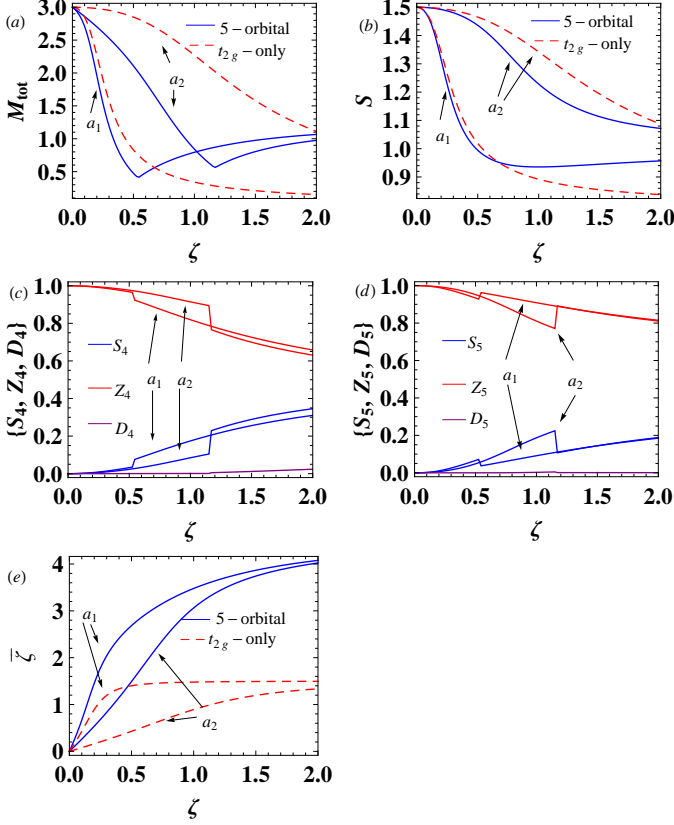 (a)
3.0
2.5
2.0
1.5
1.0
0.5
M_tot
5-orbital
t_2g-only
a_2
a_1
0.0 0.5 1.0 1.5 2.0
ζ
(b)
1.5
1.4
1.3
1.2
1.1
1.0
0.9
S
5-orbital
t_2g-only
a_2
a_1
0.0 0.5 1.0 1.5 2.0
ζ
(c)
1.0
0.8
0.6
0.4
0.2
0.0
{S_4, Z_4, D_4}
S_4
Z_4
D_4
a_1 a_2
0.0 0.5 1.0 1.5 2.0
ζ
(d)
1.0
0.8
0.6
0.4
0.2
0.0
{S_5, Z_5, D_5}
S_5
Z_5
D_5
a_1 a_2
0.0 0.5 1.0 1.5 2.0
ζ
(e)
4
3
2
1
0
ζ̅
a_1
5-orbital
t_2g-only
a_2
0.0 0.5 1.0 1.5 2.0
ζ